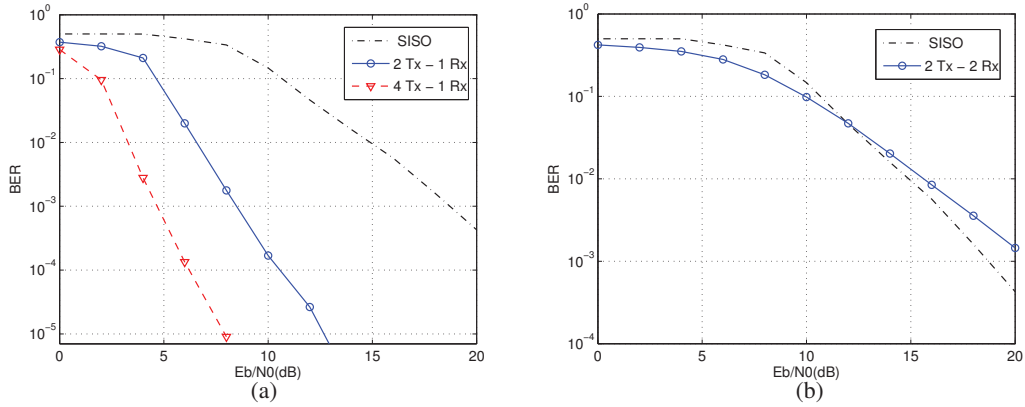 10^0
10^-1
10^-2
10^-3
10^-4
10^-5
BER
0 5 10 15 20
Eb/N0(dB)
SISO
2 Tx − 1 Rx
4 Tx − 1 Rx
(a)
10^0
10^-1
10^-2
10^-3
10^-4
BER
0 5 10 15 20
Eb/N0(dB)
SISO
2 Tx − 2 Rx
(b)